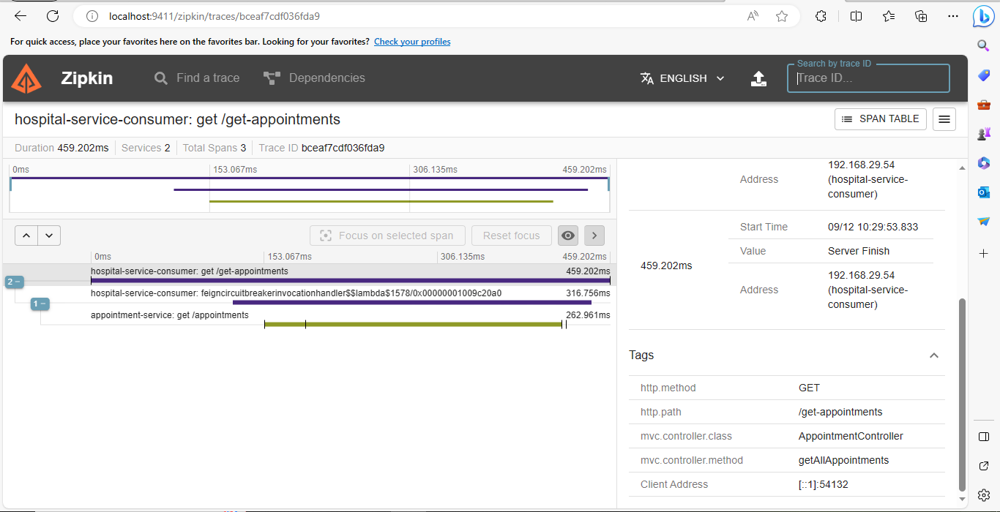 localhost:9411/zipkin/traces/bceaf7cdf036fda9
For quick access, place your favorites here on the favorites bar. Looking for your favorites? Check your profiles
Zipkin Find a trace Dependencies ENGLISH Search by trace ID Trace ID...
hospital-service-consumer: get /get-appointments SPAN TABLE
Duration 459.202ms Services 2 Total Spans 3 Trace ID bceaf7cdf036fda9
0ms 153.067ms 306.135ms 459.202ms
Focus on selected span Reset focus
0ms 153.067ms 306.135ms 459.202ms
hospital-service-consumer: get /get-appointments 459.202ms
2 −
hospital-service-consumer: feigncircuitbreakerinvocationhandler$$lambda$1578/0x00000001009c20a0 316.756ms
1 −
appointment-service: get /appointments 262.961ms
Address 192.168.29.54
(hospital-service-
consumer)
459.202ms
Start Time 09/12 10:29:53.833
Value Server Finish
Address 192.168.29.54
(hospital-service-
consumer)
Tags
http.method GET
http.path /get-appointments
mvc.controller.class AppointmentController
mvc.controller.method getAllAppointments
Client Address [::1]:54132